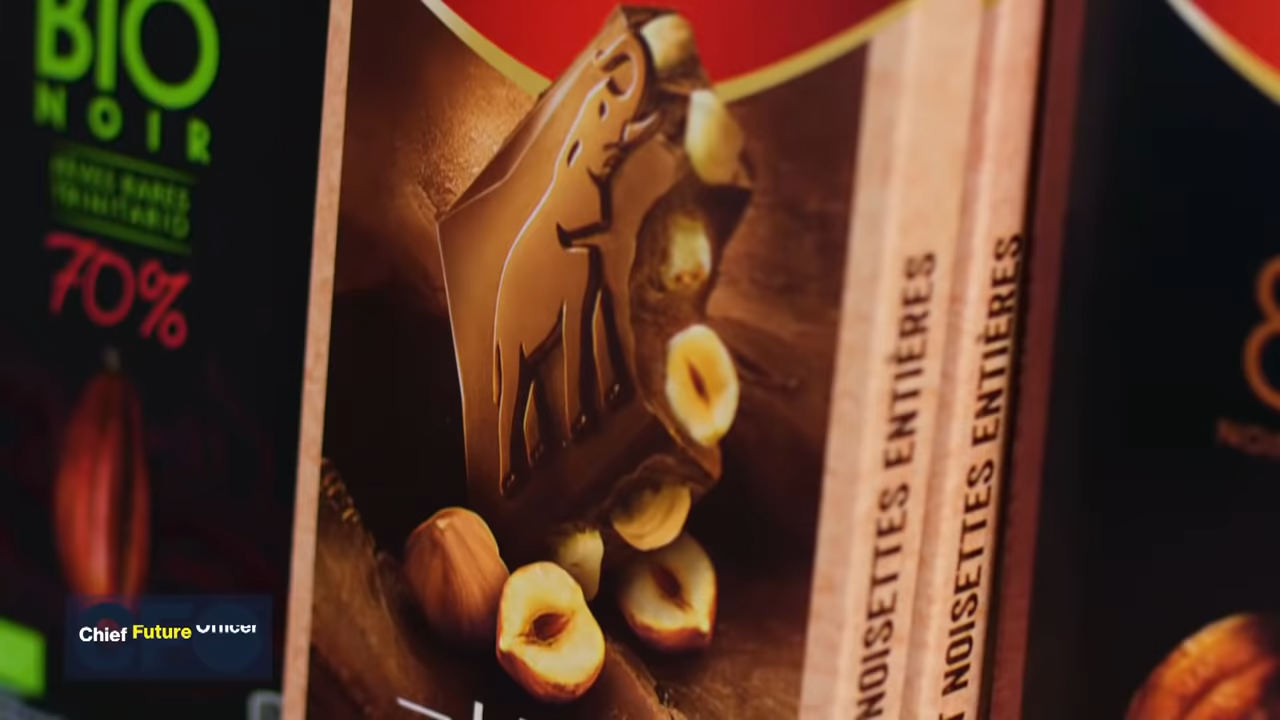 BIO
NOIR
FÈVES RARES
TRINITARIO
70%
NOISETTES ENTIÈRES
NOISETTES ENTIÈRES
Chief Future Officer